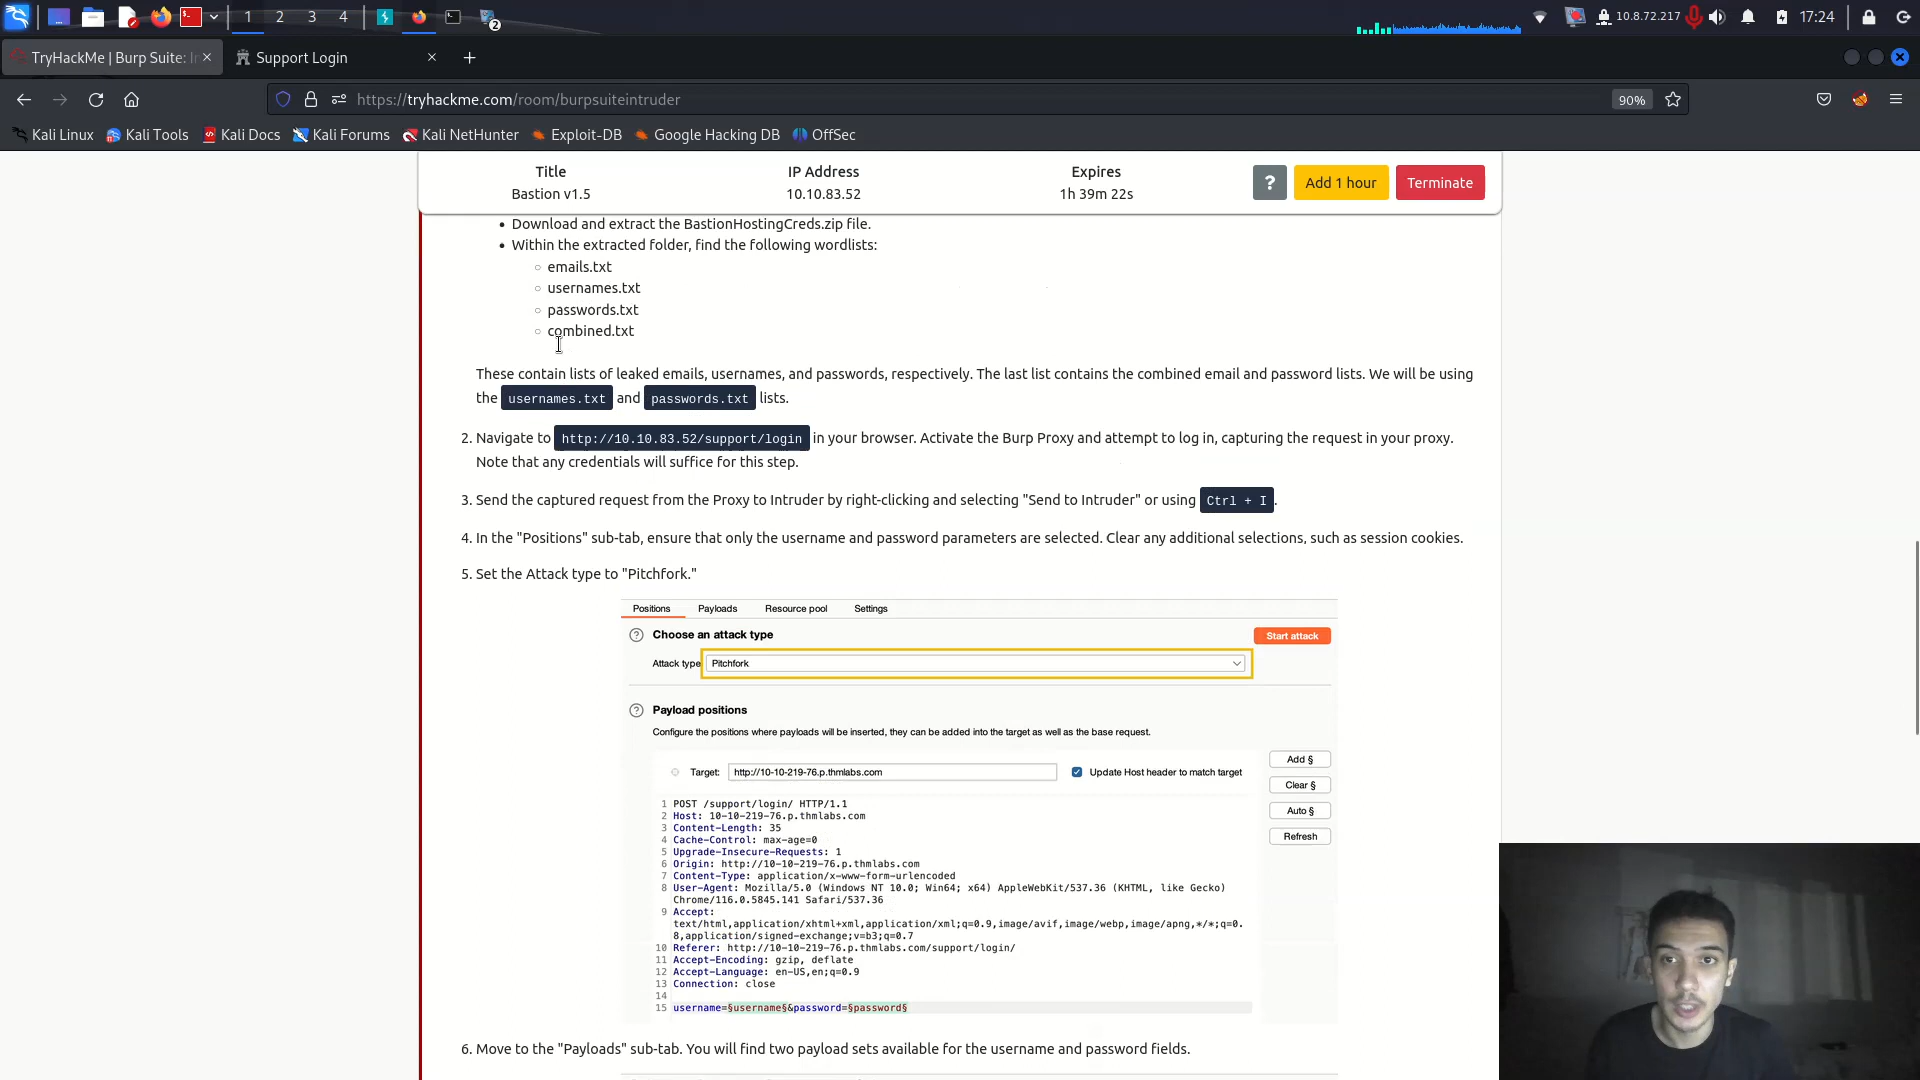 1 2 3 4
2
10.8.72.217
17:24
TryHackMe | Burp Suite: In
Support Login
https://tryhackme.com/room/burpsuiteintruder
90%
Kali Linux Kali Tools Kali Docs Kali Forums Kali NetHunter Exploit-DB Google Hacking DB OffSec
Title IP Address Expires
Bastion v1.5 10.10.83.52 1h 39m 22s
? Add 1 hour Terminate
Download and extract the BastionHostingCreds.zip file.
Within the extracted folder, find the following wordlists:
emails.txt
usernames.txt
passwords.txt
combined.txt
These contain lists of leaked emails, usernames, and passwords, respectively. The last list contains the combined email and password lists. We will be using
the usernames.txt and passwords.txt lists.
2. Navigate to http://10.10.83.52/support/login in your browser. Activate the Burp Proxy and attempt to log in, capturing the request in your proxy.
Note that any credentials will suffice for this step.
3. Send the captured request from the Proxy to Intruder by right-clicking and selecting "Send to Intruder" or using Ctrl + I.
4. In the "Positions" sub-tab, ensure that only the username and password parameters are selected. Clear any additional selections, such as session cookies.
5. Set the Attack type to "Pitchfork."
Positions Payloads Resource pool Settings
? Choose an attack type
Start attack
Attack type Pitchfork
? Payload positions
Configure the positions where payloads will be inserted, they can be added into the target as well as the base request.
Target: http://10-10-219-76.p.thmlabs.com
Update Host header to match target
Add §
Clear §
Auto §
Refresh
1 POST /support/login/ HTTP/1.1
2 Host: 10-10-219-76.p.thmlabs.com
3 Content-Length: 35
4 Cache-Control: max-age=0
5 Upgrade-Insecure-Requests: 1
6 Origin: http://10-10-219-76.p.thmlabs.com
7 Content-Type: application/x-www-form-urlencoded
8 User-Agent: Mozilla/5.0 (Windows NT 10.0; Win64; x64) AppleWebKit/537.36 (KHTML, like Gecko)
Chrome/116.0.5845.141 Safari/537.36
9 Accept:
text/html,application/xhtml+xml,application/xml;q=0.9,image/avif,image/webp,image/apng,*/*;q=0.
8,application/signed-exchange;v=b3;q=0.7
10 Referer: http://10-10-219-76.p.thmlabs.com/support/login/
11 Accept-Encoding: gzip, deflate
12 Accept-Language: en-US,en;q=0.9
13 Connection: close
14
15 username=§username§&password=§password§
6. Move to the "Payloads" sub-tab. You will find two payload sets available for the username and password fields.